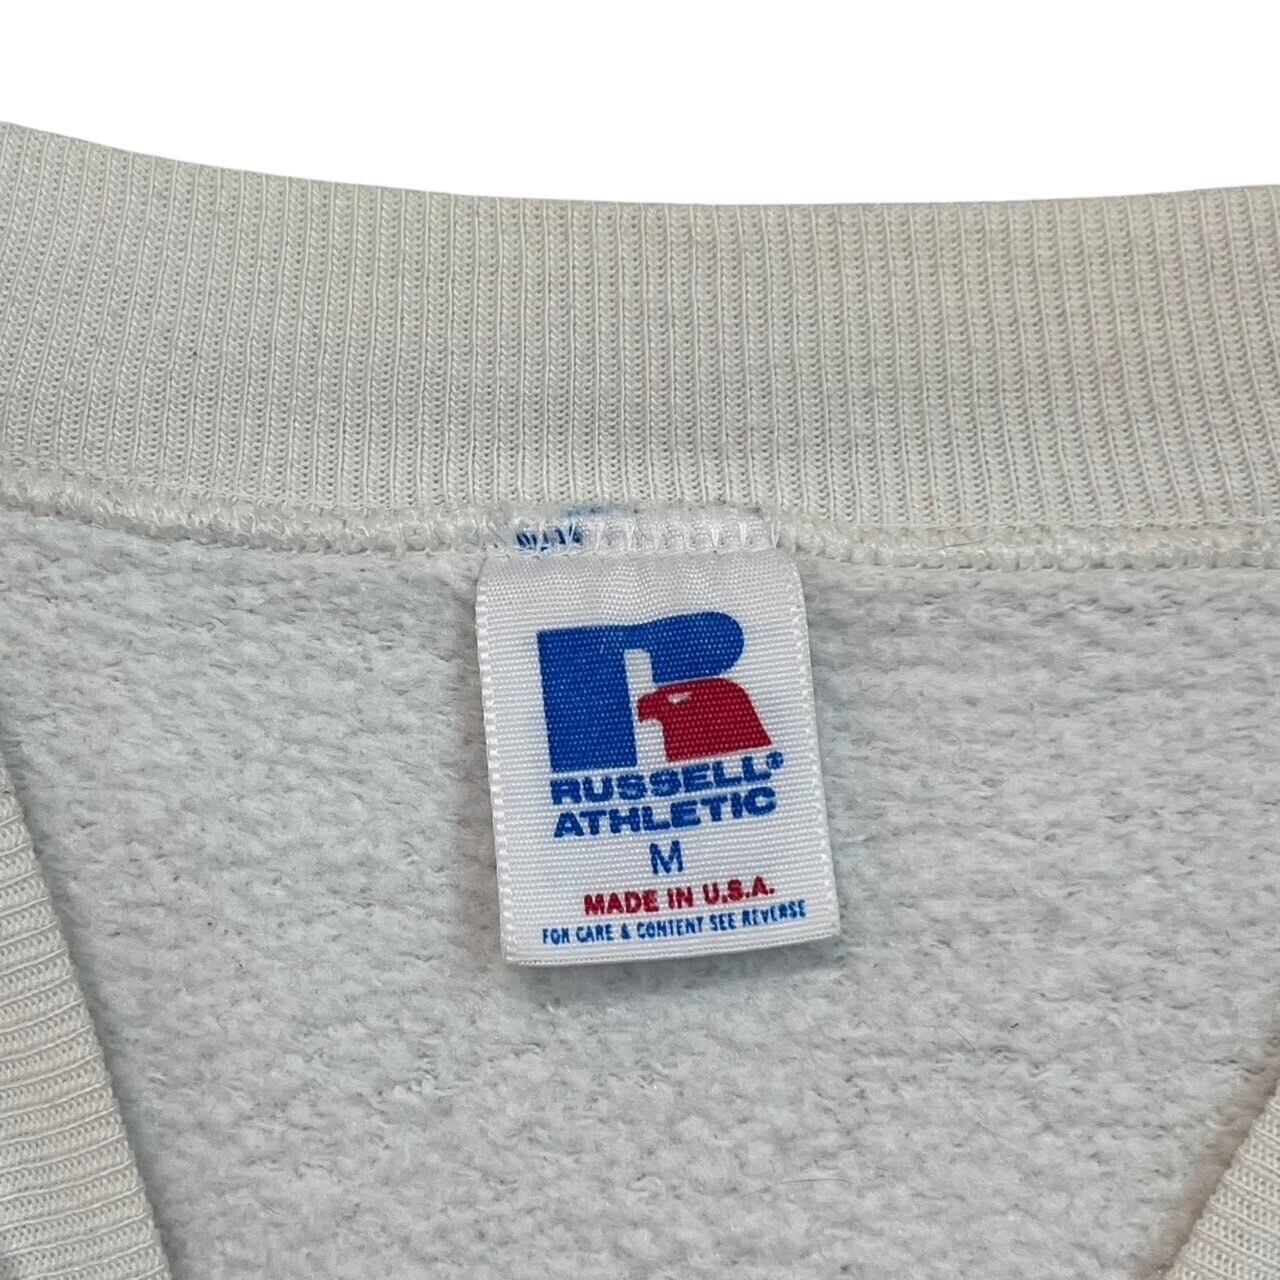 R
RUSSELL®
ATHLETIC
M
MADE IN U.S.A.
FOR CARE & CONTENT SEE REVERSE